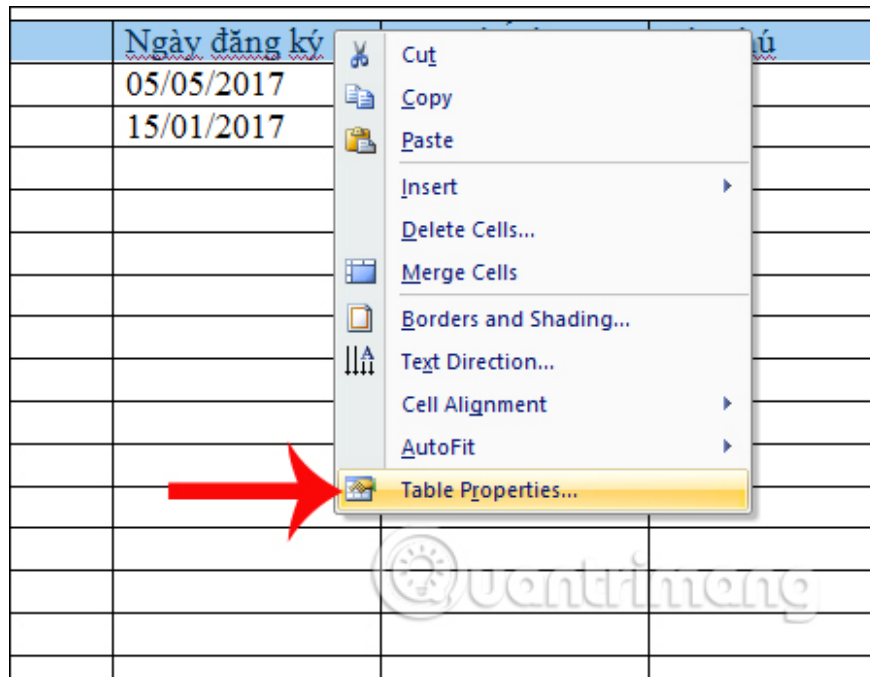 Ngày đăng ký
05/05/2017
15/01/2017
Cut
Copy
Paste
Insert
Delete Cells...
Merge Cells
Borders and Shading...
Text Direction...
Cell Alignment
AutoFit
Table Properties...
Quantrimang